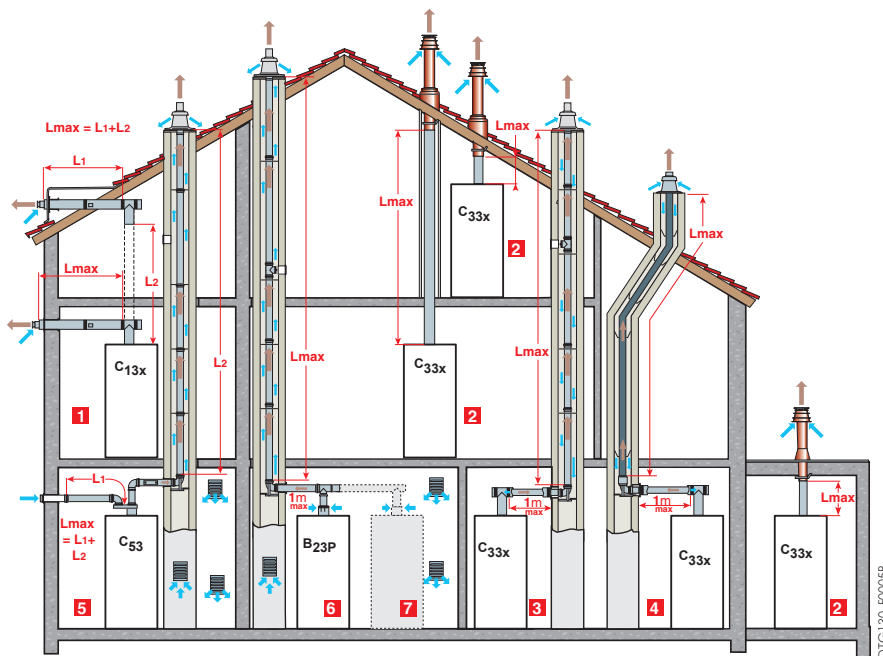 Lmax = L1+L2
L1
Lmax
L2
C13x
1
L2
Lmax
Lmax
C33x
2
Lmax
C33x
2
Lmax
Lmax
L1
Lmax
= L1+
L2
C53
5
1m
max
B23P
6
7
1m
max
C33x
3
1m
max
C33x
4
Lmax
C33x
2